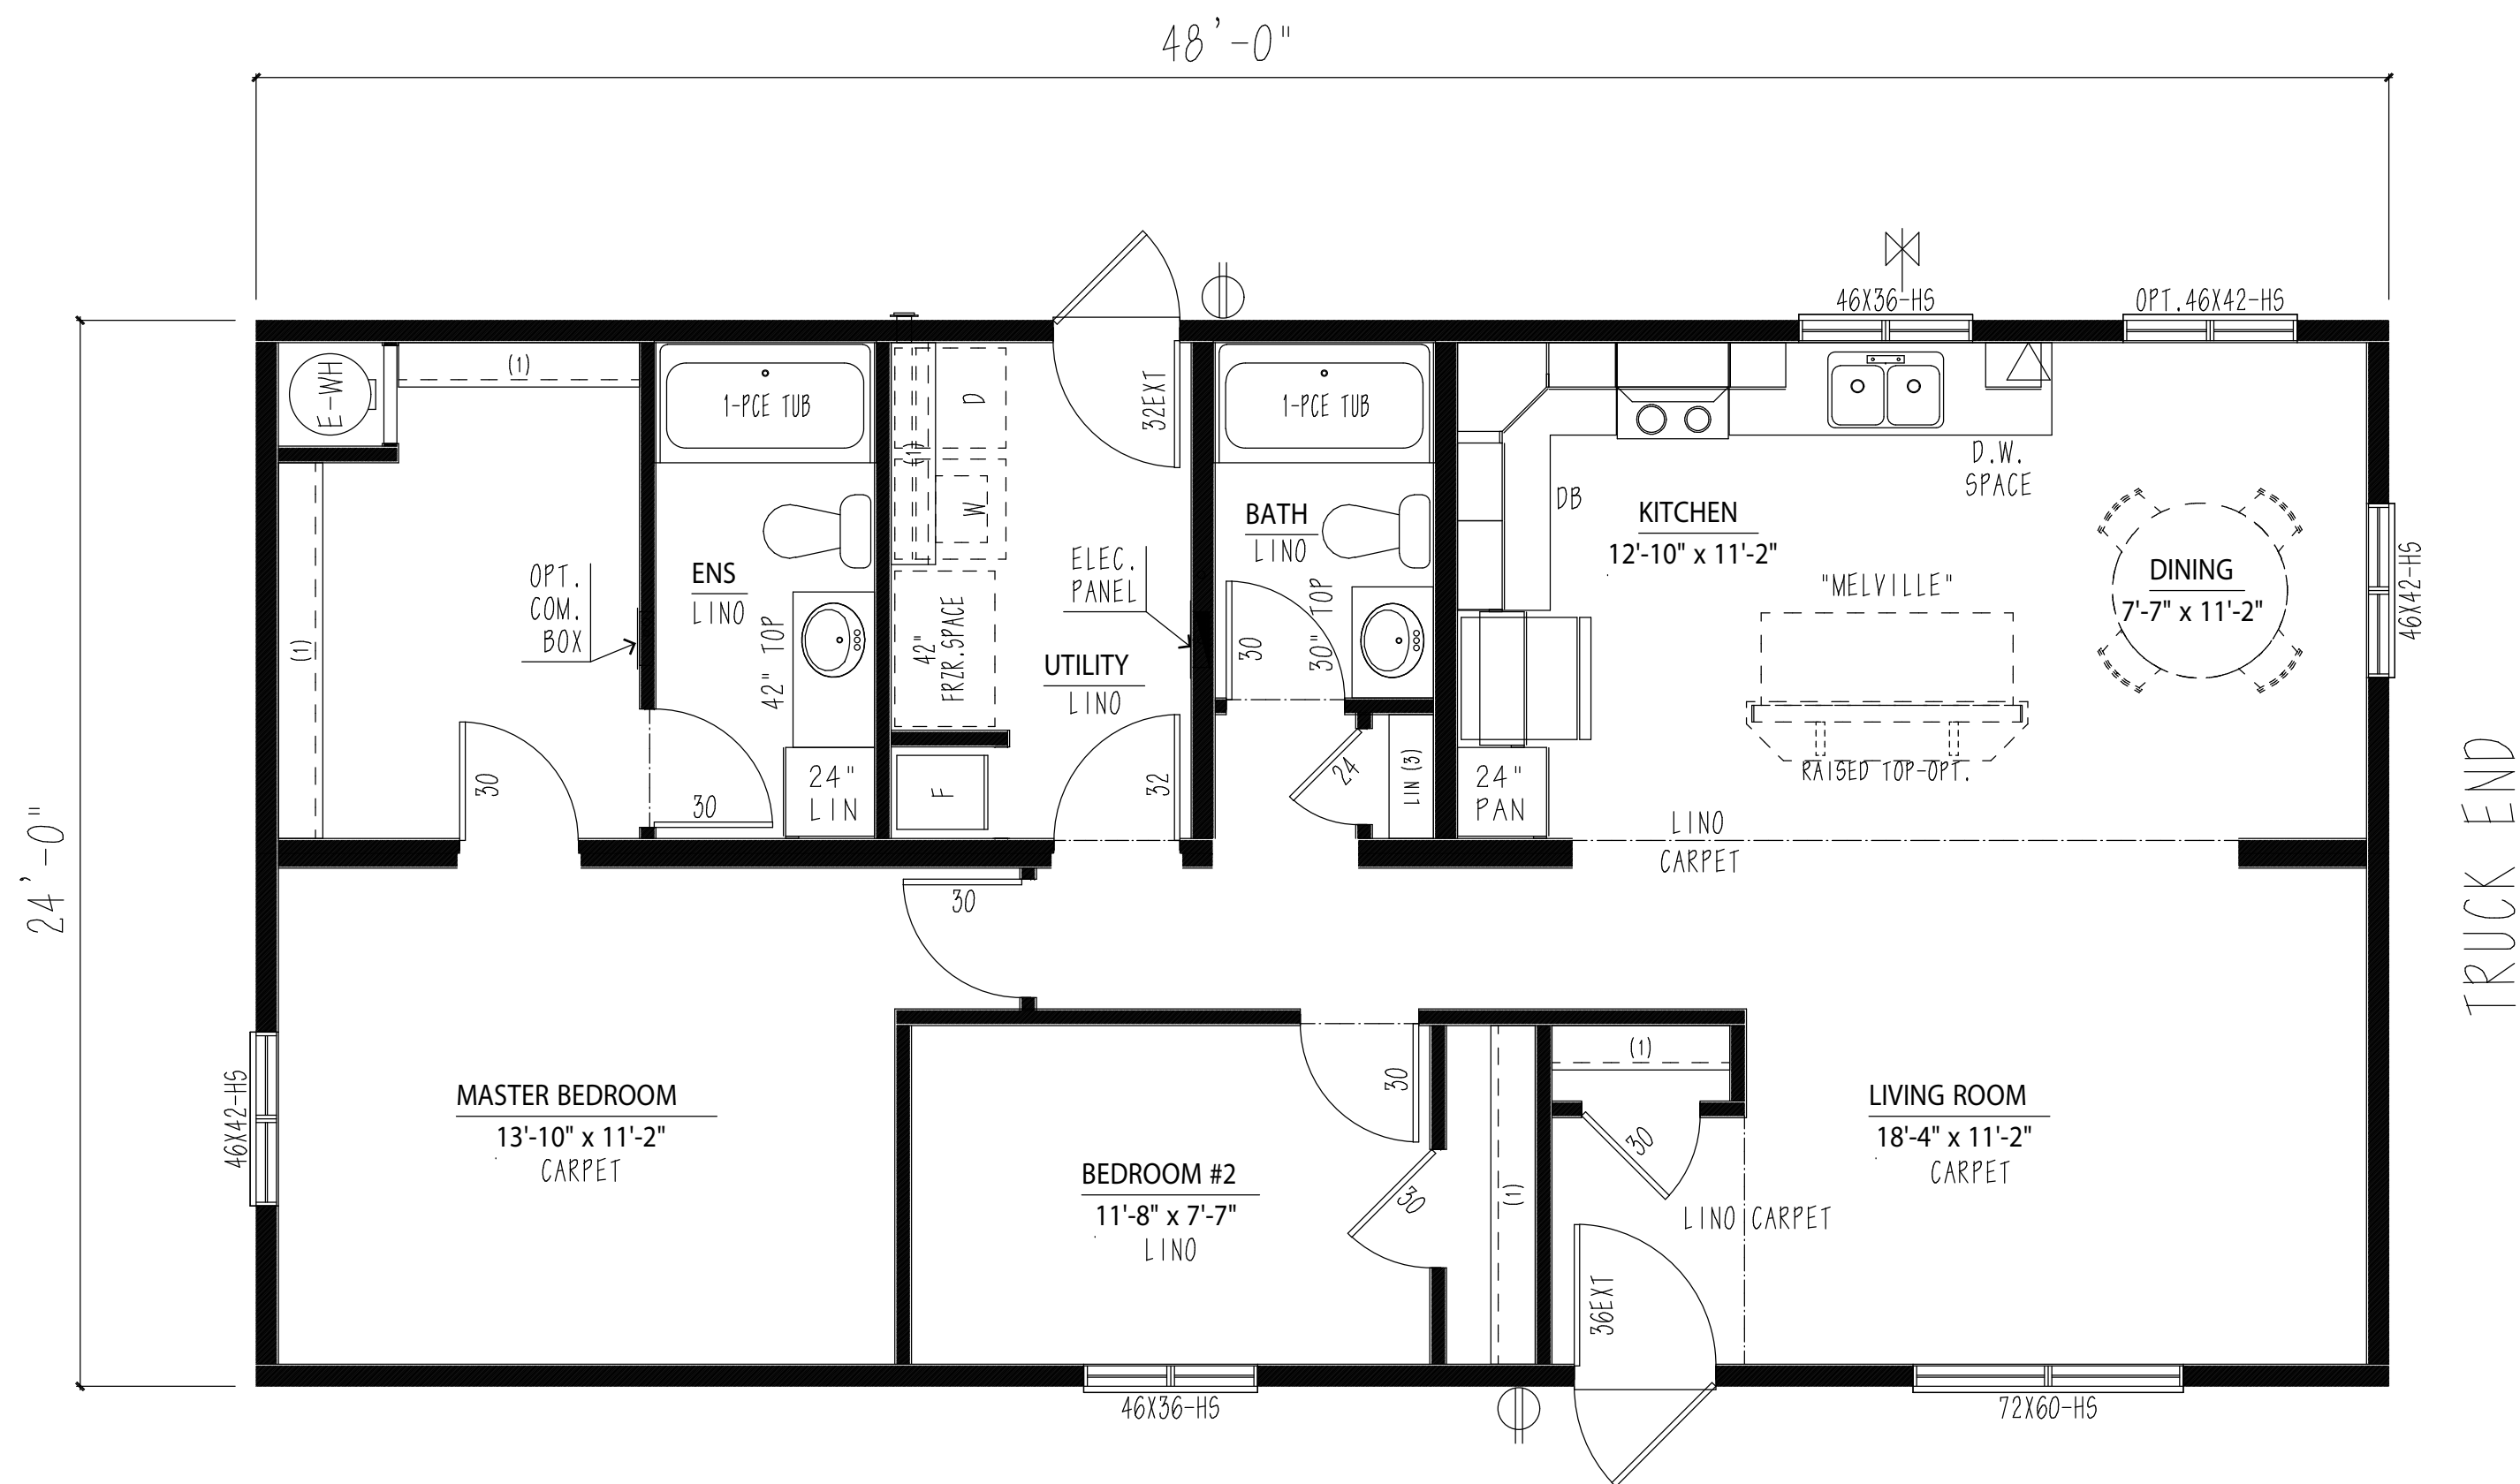 48'-0"
46X36-HS
OPT.46X42-HS
E-WH
(1)
1-PCE TUB
D
(1)
W
32EXT
1-PCE TUB
D.W.
SPACE
DB
KITCHEN
12'-10" x 11'-2"
BATH
LINO
30" TOP
30
ELEC.
PANEL
OPT.
COM.
BOX
ENS
LINO
42" TOP
42"
FRZR.SPACE
UTILITY
LINO
"MELVILLE"
RAISED TOP-OPT.
DINING
7'-7" x 11'-2"
46X42-HS
(1)
30
30
24"
LIN
F
32
24
LIN (3)
24"
PAN
LINO
CARPET
24'-0"
TRUCK END
30
46X42-HS
MASTER BEDROOM
13'-10" x 11'-2"
CARPET
30
BEDROOM #2
11'-8" x 7'-7"
LINO
30
(1)
(1)
30
LINO
CARPET
36EXT
LIVING ROOM
18'-4" x 11'-2"
CARPET
46X36-HS
72X60-HS